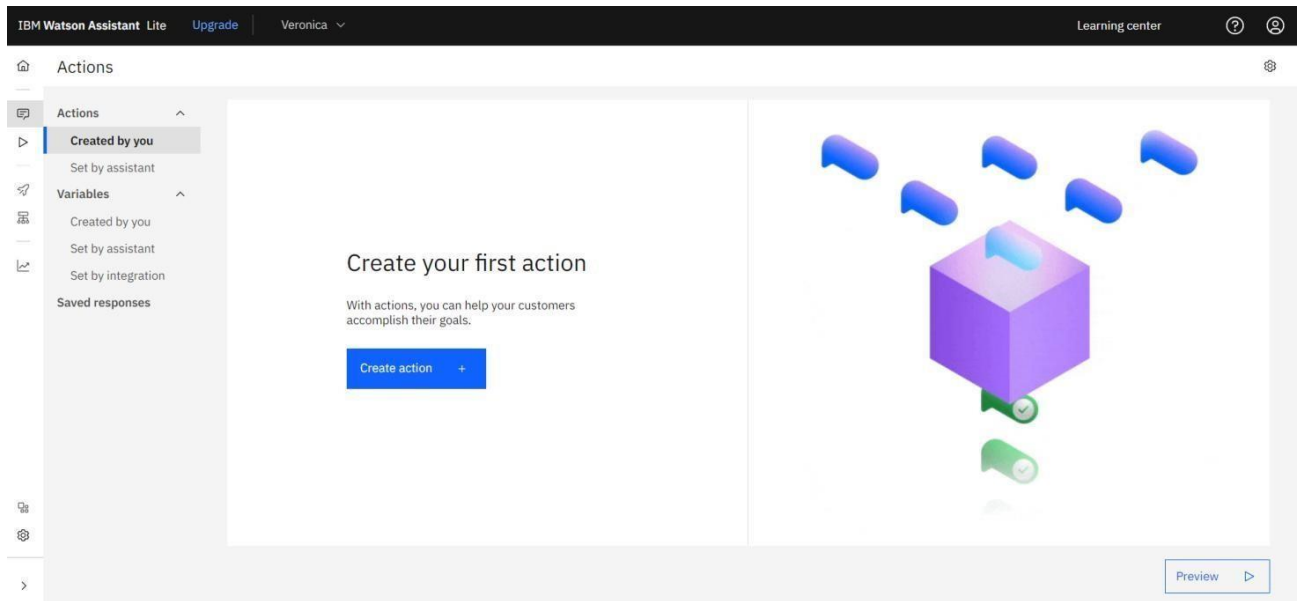 IBM Watson Assistant Lite Upgrade Veronica Learning center
Actions
Actions
Created by you
Set by assistant
Variables
Created by you
Set by assistant
Set by integration
Saved responses
Create your first action
With actions, you can help your customers
accomplish their goals.
Create action +
Preview